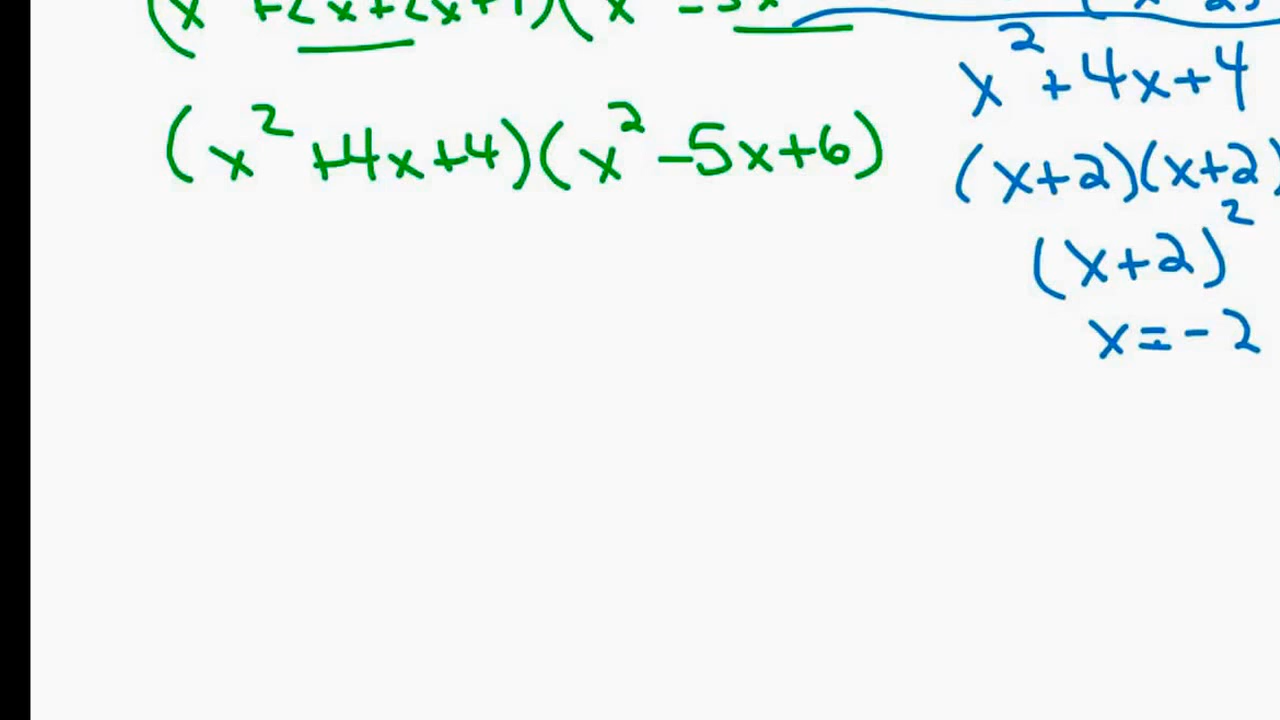 (x² + 4x + 4)(x² - 5x + 6)
x² + 4x + 4
(x+2)(x+2)
(x+2)²
x = -2